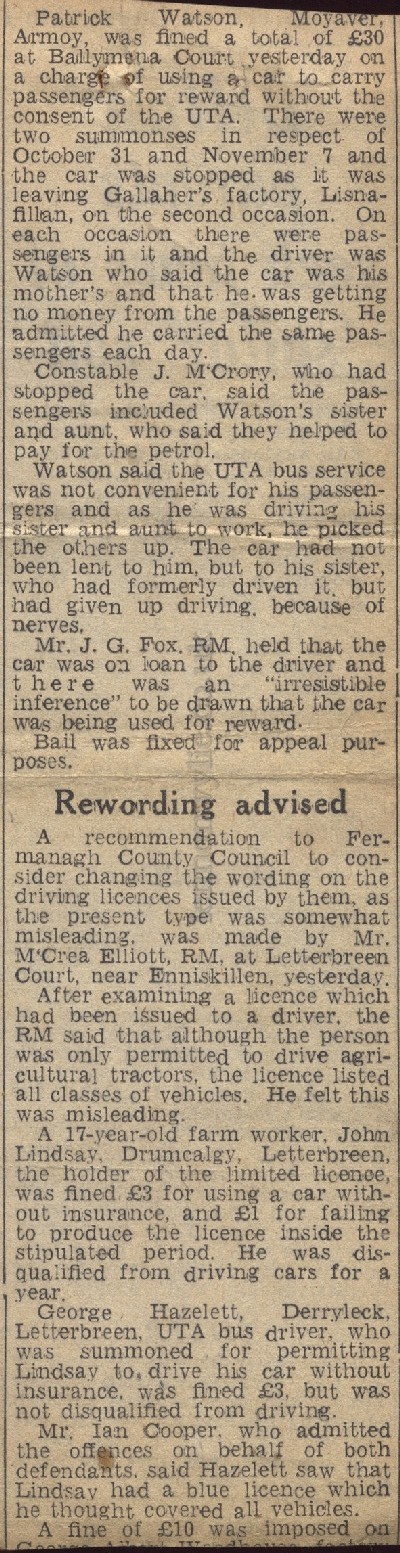 Patrick Watson, Moyaver,
Armoy, was fined a total of £30
at Ballymena Court yesterday on
a charge of using a car to carry
passengers for reward without the
consent of the UTA. There were
two summonses in respect of
October 31 and November 7 and
the car was stopped as it was
leaving Gallaher's factory, Lisna-
fillan, on the second occasion. On
each occasion there were pas-
sengers in it and the driver was
Watson who said the car was his
mother's and that he was getting
no money from the passengers. He
admitted he carried the same pas-
sengers each day.
Constable J. M'Crory, who had
stopped the car, said the pas-
sengers included Watson's sister
and aunt, who said they helped to
pay for the petrol.
Watson said the UTA bus service
was not convenient for his passen-
gers and as he was driving his
sister and aunt to work, he picked
the others up. The car had not
been lent to him, but to his sister,
who had formerly driven it, but
had given up driving, because of
nerves.
Mr. J. G. Fox, RM, held that the
car was on loan to the driver and
there was an "irresistible
inference" to be drawn that the car
was being used for reward.
Bail was fixed for appeal pur-
poses.
Rewording advised
A recommendation to Fer-
managh County Council to con-
sider changing the wording on the
driving licences issued by them, as
the present type was somewhat
misleading, was made by Mr.
M'Crea Elliott, RM, at Letterbreen
Court, near Enniskillen, yesterday.
After examining a licence which
had been issued to a driver, the
RM said that although the person
was only permitted to drive agri-
cultural tractors, the licence listed
all classes of vehicles. He felt this
was misleading.
A 17-year-old farm worker, John
Lindsay, Drumcalgy, Letterbreen,
the holder of the limited licence,
was fined £3 for using a car with-
out insurance, and £1 for failing
to produce the licence inside the
stipulated period. He was dis-
qualified from driving cars for a
year.
George Hazelett, Derryleck,
Letterbreen, UTA bus driver, who
was summoned for permitting
Lindsay to drive his car without
insurance, was fined £3, but was
not disqualified from driving.
Mr. Ian Cooper, who admitted
the offences on behalf of both
defendants, said Hazelett saw that
Lindsay had a blue licence which
he thought covered all vehicles.
A fine of £10 was imposed on